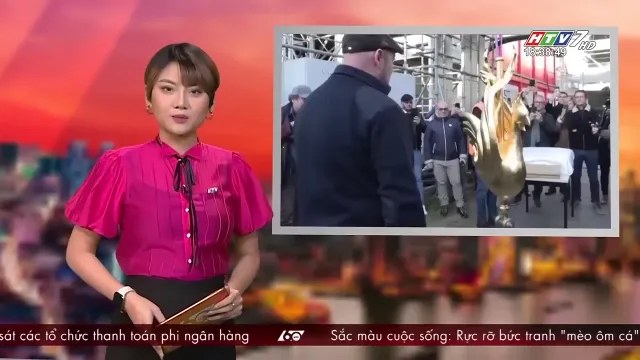 HTV7 HD
18:38:49
sát các tổ chức thanh toán phi ngân hàng
60 Sắc màu cuộc sống: Rực rỡ bức tranh "mèo ôm cá"